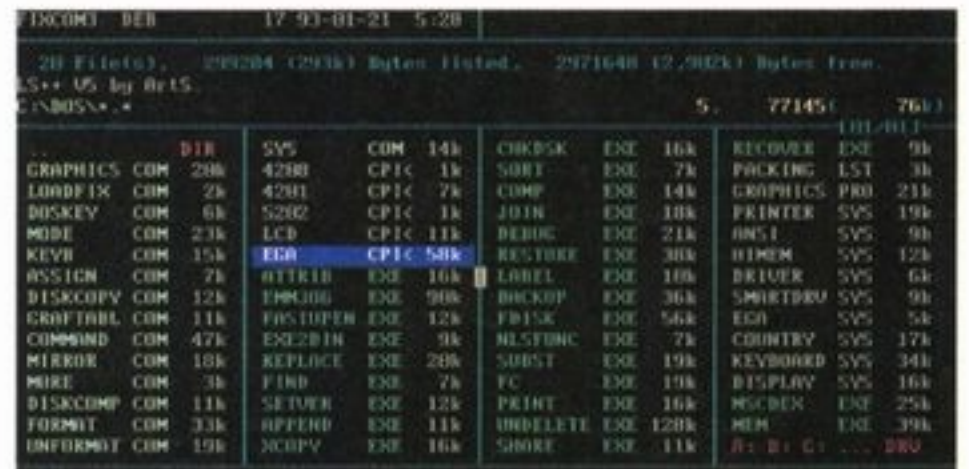 FIXCOM3 DEB 17 93-01-21 5:20
20 File(s), 299204 (293k) Bytes listed, 2971648 (2,902k) Bytes free.
LS++ V5 by ArtS.
C:\DOS\*.* 5. 77145( 76k)
.. DIR SYS COM 14k CHKDSK EXE 16k RECOVER EXE 9k
GRAPHICS COM 20k CPI< 1k SORT EXE 7k PACKING LST 3k
LOADFIX COM 2k 4201 CPI< 7k COMP EXE 14k GRAPHICS PRO 21k
DOSKEY COM 6k 5202 CPI< 1k JOIN EXE 18k PRINTER SYS 19k
MODE COM 23k LCD CPI< 11k DEBUG EXE 21k ANSI SYS 9k
KEYB COM 15k EGA CPI< 58k RESTORE EXE 38k HIMEM SYS 12k
ASSIGN COM 7k ATTRIB EXE 16k LABEL EXE 10k DRIVER SYS 6k
DISKCOPY COM 12k EMM386 EXE 90k BACKUP EXE 36k SMARTDRV SYS 9k
GRAFTABL COM 11k FASTOPEN EXE 12k FDISK EXE 56k EGA SYS 5k
COMMAND COM 47k EXE2BIN EXE 9k NLSFUNC EXE 7k COUNTRY SYS 17k
MIRROR COM 18k REPLACE EXE 20k SUBST EXE 19k KEYBOARD SYS 34k
MORE COM 3k FIND EXE 7k FC EXE 19k DISPLAY SYS 16k
DISKCOMP COM 11k SETVER EXE 12k PRINT EXE 16k MSCDEX EXE 25k
FORMAT COM 33k APPEND EXE 11k UNDELETE EXE 128k MEM EXE 39k
UNFORMAT COM 19k XCOPY EXE 16k SHARE EXE 11k A: B: C: ... DRV